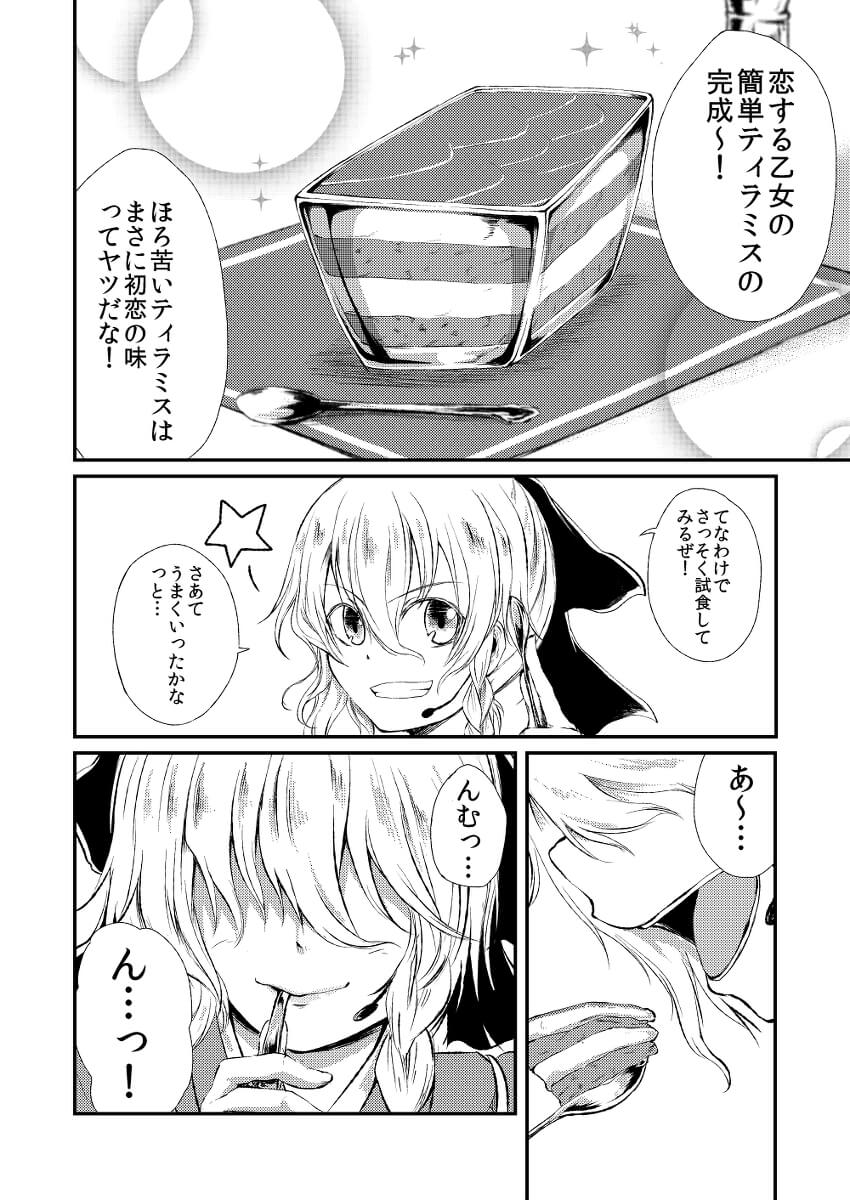 恋する乙女の
簡単ティラミスの
完成～！
ほろ苦いティラミスは
まさに初恋の味
ってヤツだな！
てなわけで
さっそく試食して
みるぜ！
さあて
うまくいったかな
っと…
あ～…
んむっ…
ん…っ！